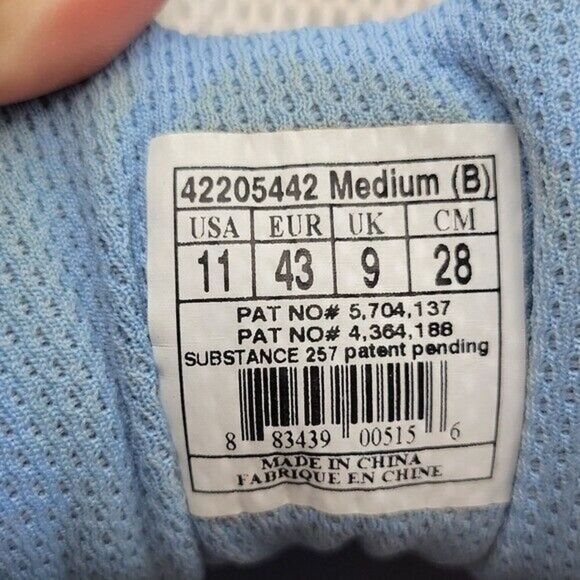 42205442 Medium (B)
USA EUR UK CM
11 43 9 28
PAT NO# 5,704,137
PAT NO# 4,364,188
SUBSTANCE 257 patent pending
8 83439 00515 6
MADE IN CHINA
FABRIQUE EN CHINE